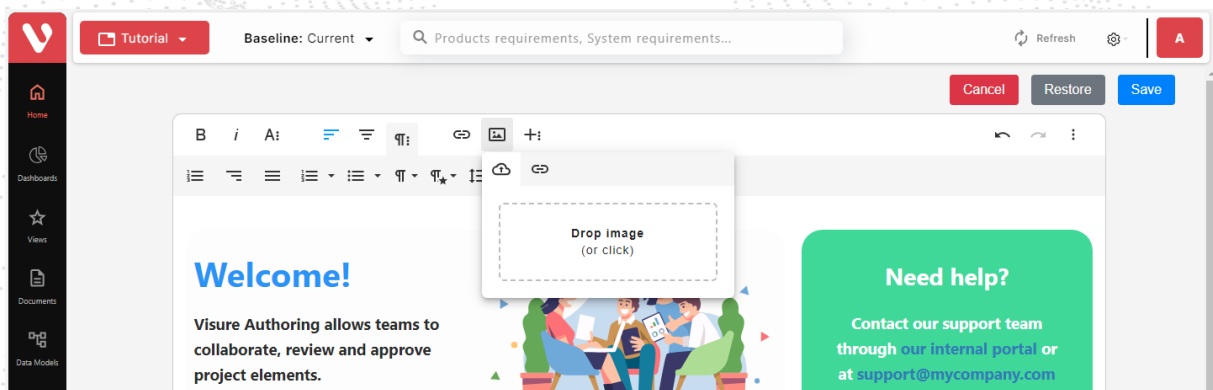 Tutorial
Baseline: Current
Products requirements, System requirements...
Refresh
A
Home
Dashboards
Views
Documents
Data Models
Cancel
Restore
Save
B i A
Drop image
(or click)
Welcome!
Visure Authoring allows teams to
collaborate, review and approve
project elements.
Need help?
Contact our support team
through our internal portal or
at support@mycompany.com